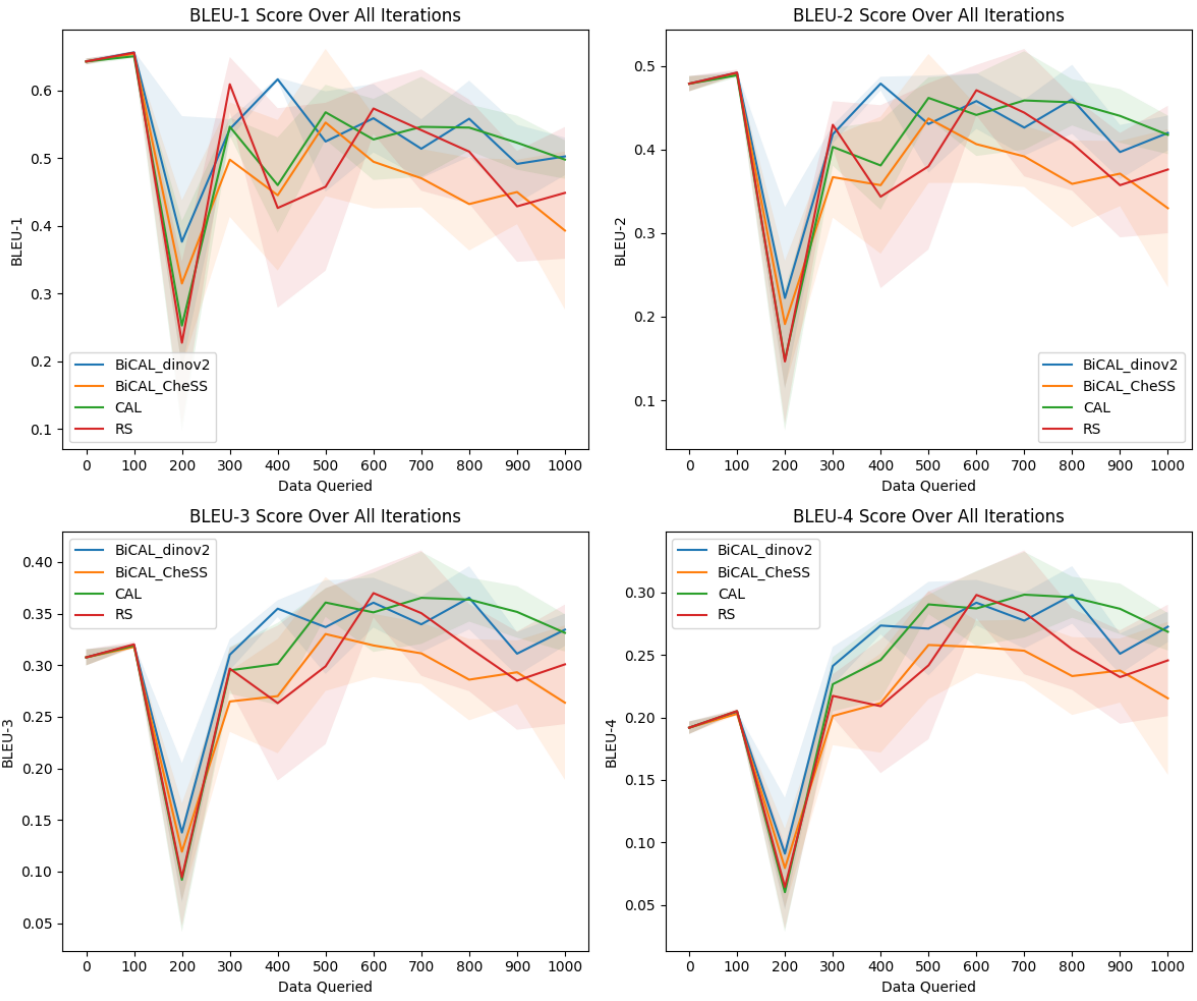 BLEU-1 Score Over All Iterations
BLEU-1
0.6
0.5
0.4
0.3
0.2
0.1
BiCAL_dinov2
BiCAL_CheSS
CAL
RS
0 100 200 300 400 500 600 700 800 900 1000
Data Queried
BLEU-2 Score Over All Iterations
BLEU-2
0.5
0.4
0.3
0.2
0.1
BiCAL_dinov2
BiCAL_CheSS
CAL
RS
0 100 200 300 400 500 600 700 800 900 1000
Data Queried
BLEU-3 Score Over All Iterations
BLEU-3
0.40
0.35
0.30
0.25
0.20
0.15
0.10
0.05
BiCAL_dinov2
BiCAL_CheSS
CAL
RS
0 100 200 300 400 500 600 700 800 900 1000
Data Queried
BLEU-4 Score Over All Iterations
BLEU-4
0.30
0.25
0.20
0.15
0.10
0.05
BiCAL_dinov2
BiCAL_CheSS
CAL
RS
0 100 200 300 400 500 600 700 800 900 1000
Data Queried